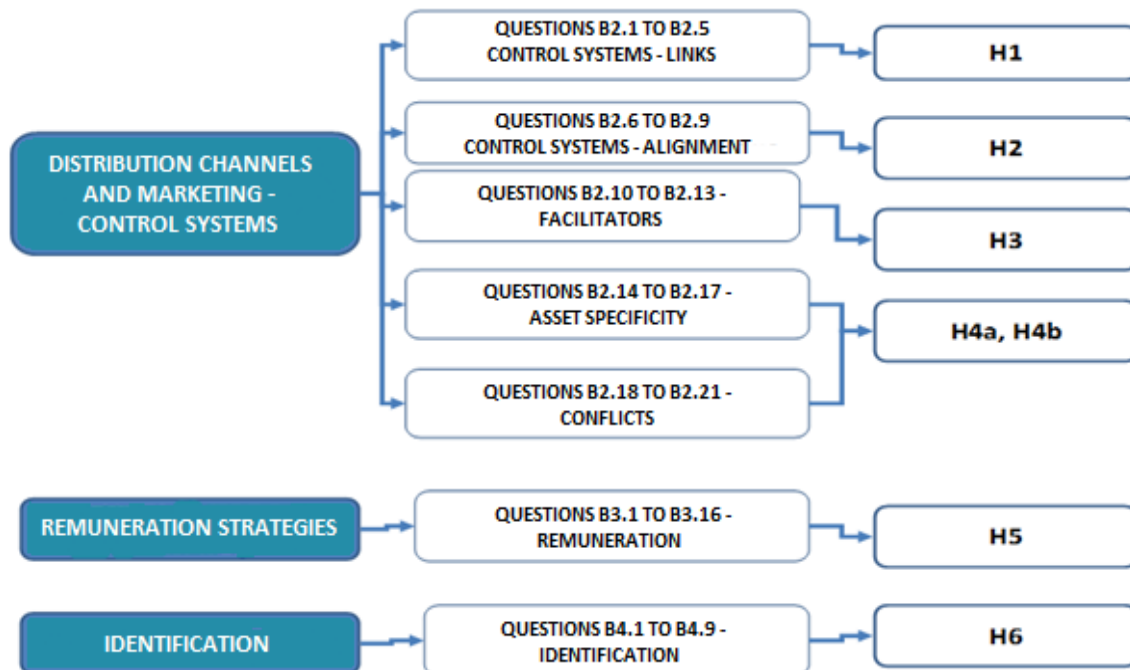 QUESTIONS B2.1 TO B2.5
CONTROL SYSTEMS - LINKS
H1
QUESTIONS B2.6 TO B2.9
CONTROL SYSTEMS - ALIGNMENT
H2
DISTRIBUTION CHANNELS
AND MARKETING -
CONTROL SYSTEMS
QUESTIONS B2.10 TO B2.13 -
FACILITATORS
H3
QUESTIONS B2.14 TO B2.17 -
ASSET SPECIFICITY
H4a, H4b
QUESTIONS B2.18 TO B2.21 -
CONFLICTS
REMUNERATION STRATEGIES
QUESTIONS B3.1 TO B3.16 -
REMUNERATION
H5
IDENTIFICATION
QUESTIONS B4.1 TO B4.9 -
IDENTIFICATION
H6